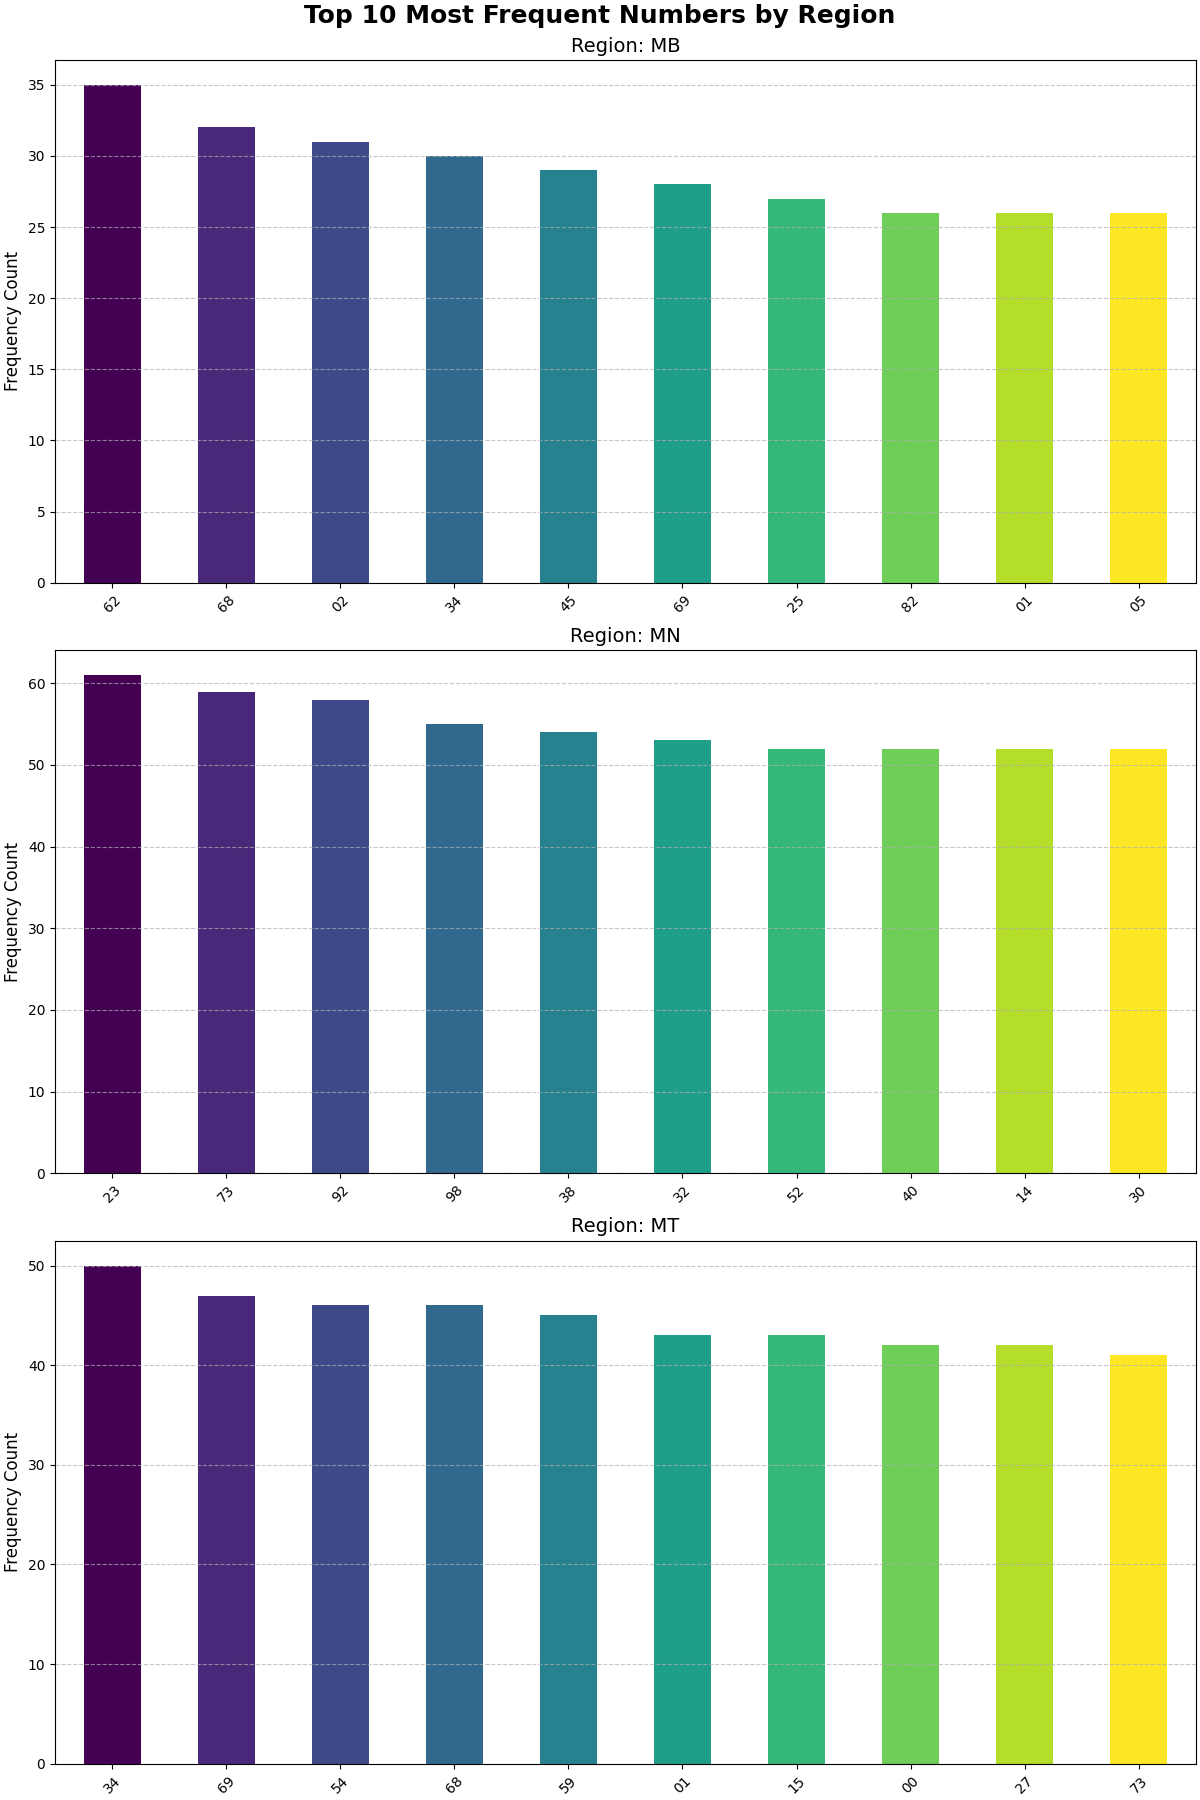 Top 10 Most Frequent Numbers by Region
Region: MB
Frequency Count
35
30
25
20
15
10
5
0
62 68 02 34 45 69 25 82 01 05
Region: MN
Frequency Count
60
50
40
30
20
10
0
23 73 92 98 38 32 52 40 14 30
Region: MT
Frequency Count
50
40
30
20
10
0
34 69 54 68 59 01 15 00 27 73